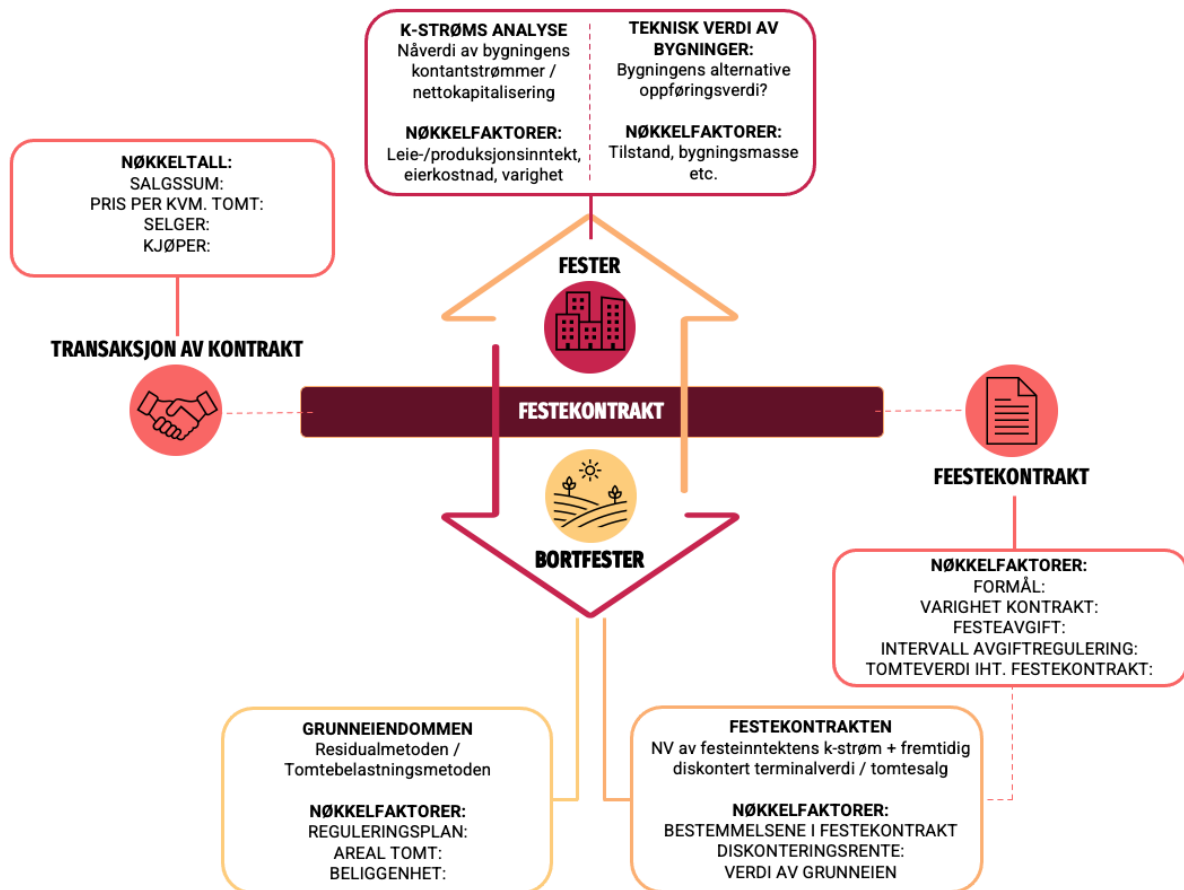 K-STRØMS ANALYSE
Nåverdi av bygningens
kontantstrømmer /
nettokapitalisering
NØKKELFAKTORER:
Leie-/produksjonsinntekt,
eierkostnad, varighet
TEKNISK VERDI AV
BYGNINGER:
Bygningens alternative
oppføringsverdi?
NØKKELFAKTORER:
Tilstand, bygningsmasse
etc.
NØKKELTALL:
SALGSSUM:
PRIS PER KVM. TOMT:
SELGER:
KJØPER:
FESTER
TRANSAKSJON AV KONTRAKT
FESTEKONTRAKT
FEESTEKONTRAKT
BORTFESTER
NØKKELFAKTORER:
FORMÅL:
VARIGHET KONTRAKT:
FESTEAVGIFT:
INTERVALL AVGIFTREGULERING:
TOMTEVERDI IHT. FESTEKONTRAKT:
GRUNNEIENDOMMEN
Residualmetoden /
Tomtebelastningsmetoden
NØKKELFAKTORER:
REGULERINGSPLAN:
AREAL TOMT:
BELIGGENHET:
FESTEKONTRAKTEN
NV av festeinntektens k-strøm + fremtidig
diskontert terminalverdi / tomtesalg
NØKKELFAKTORER:
BESTEMMELSENE I FESTEKONTRAKT
DISKONTERINGSRENTE:
VERDI AV GRUNNEIEN